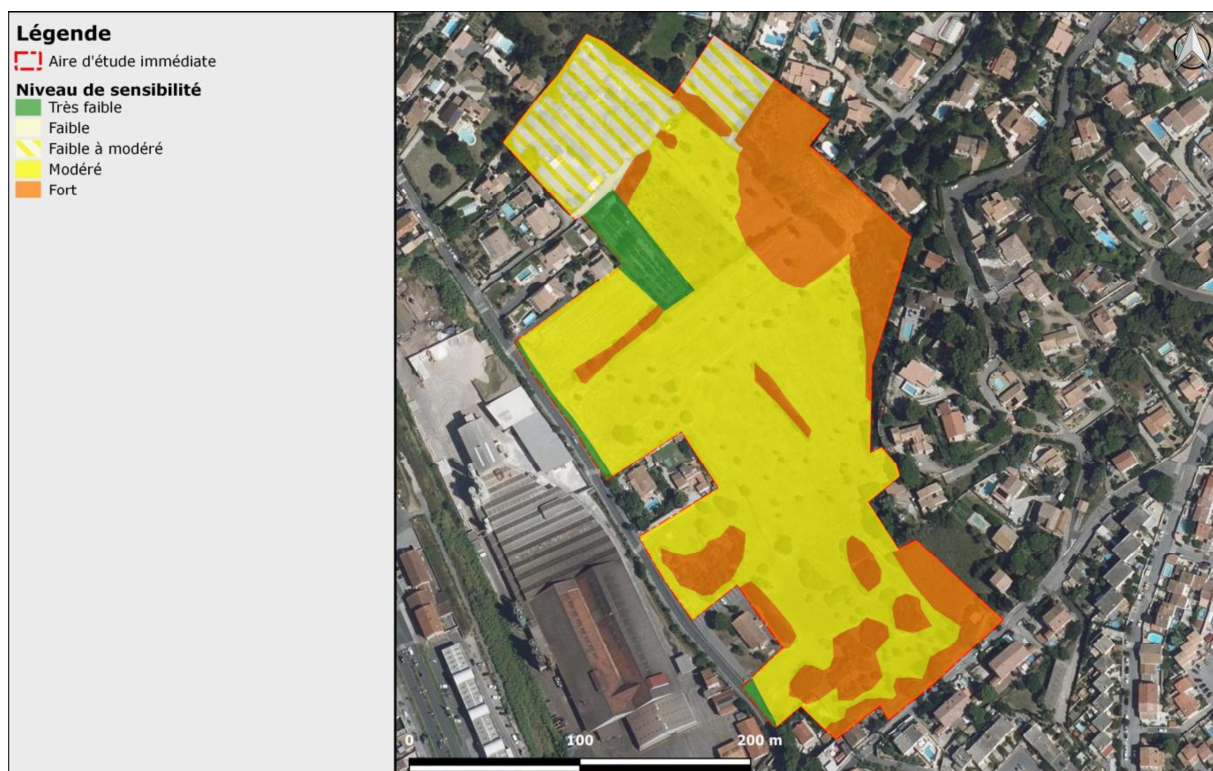 Légende
Aire d'étude immédiate
Niveau de sensibilité
Très faible
Faible
Faible à modéré
Modéré
Fort
0 100 200 m